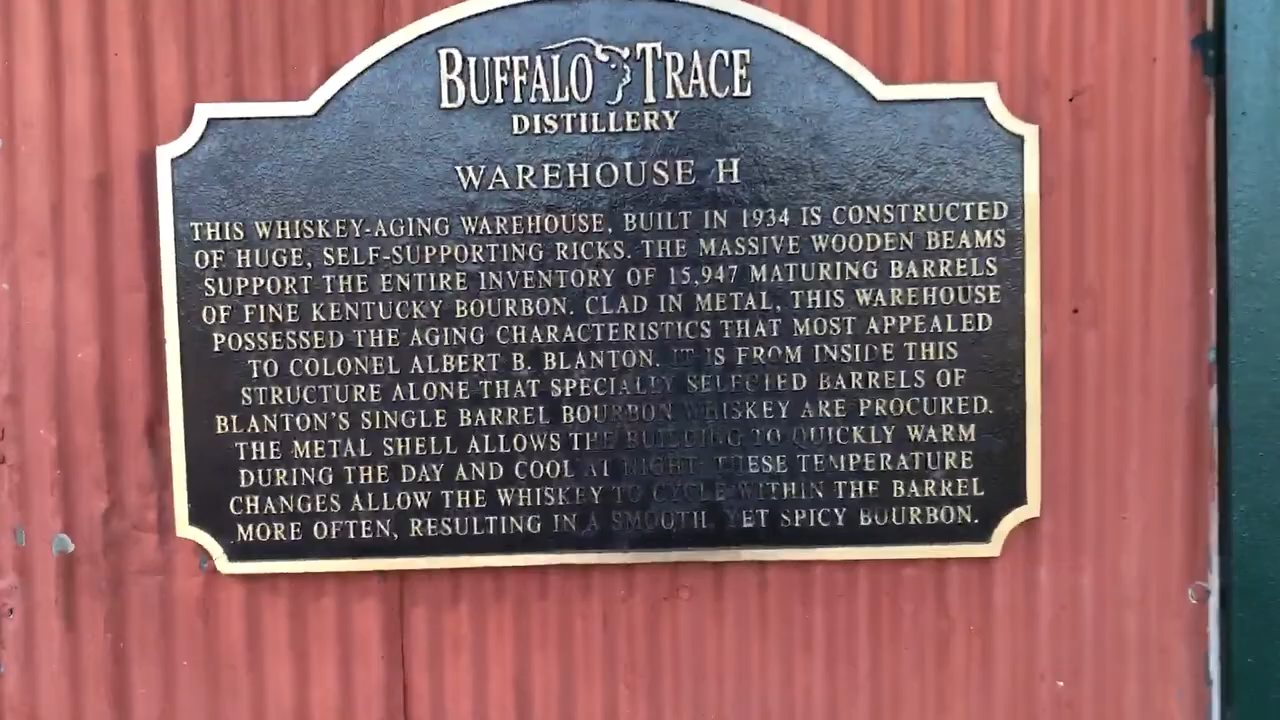 BUFFALO TRACE
DISTILLERY
WAREHOUSE H
THIS WHISKEY-AGING WAREHOUSE, BUILT IN 1934 IS CONSTRUCTED
OF HUGE, SELF-SUPPORTING RICKS. THE MASSIVE WOODEN BEAMS
SUPPORT THE ENTIRE INVENTORY OF 15,947 MATURING BARRELS
OF FINE KENTUCKY BOURBON. CLAD IN METAL, THIS WAREHOUSE
POSSESSED THE AGING CHARACTERISTICS THAT MOST APPEALED
TO COLONEL ALBERT B. BLANTON. IT IS FROM INSIDE THIS
STRUCTURE ALONE THAT SPECIALLY SELECTED BARRELS OF
BLANTON'S SINGLE BARREL BOURBON WHISKEY ARE PROCURED.
THE METAL SHELL ALLOWS THE BUILDING TO QUICKLY WARM
DURING THE DAY AND COOL AT NIGHT. THESE TEMPERATURE
CHANGES ALLOW THE WHISKEY TO CYCLE WITHIN THE BARREL
MORE OFTEN, RESULTING IN A SMOOTH, YET SPICY BOURBON.